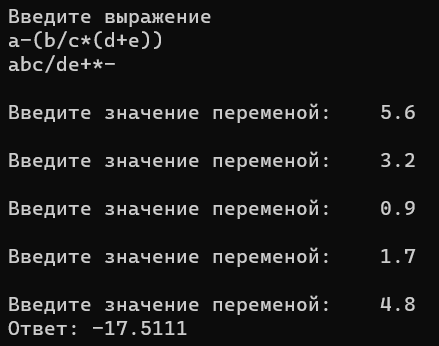 Введите выражение
a-(b/c*(d+e))
abc/de+*-
Введите значение переменой: 5.6
Введите значение переменой: 3.2
Введите значение переменой: 0.9
Введите значение переменой: 1.7
Введите значение переменой: 4.8
Ответ: -17.5111